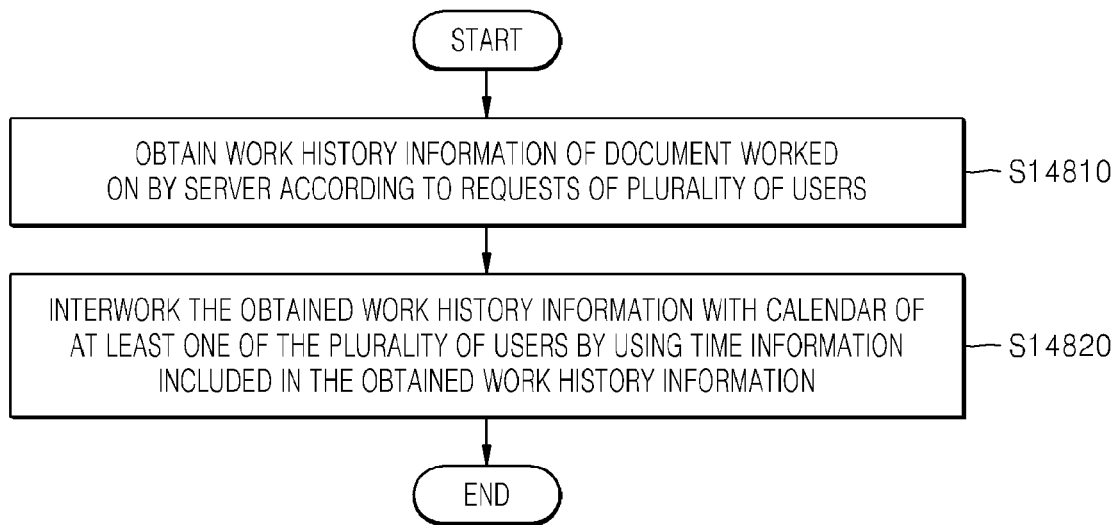 START
OBTAIN WORK HISTORY INFORMATION OF DOCUMENT WORKED
ON BY SERVER ACCORDING TO REQUESTS OF PLURALITY OF USERS
S14810
INTERWORK THE OBTAINED WORK HISTORY INFORMATION WITH CALENDAR OF
AT LEAST ONE OF THE PLURALITY OF USERS BY USING TIME INFORMATION
INCLUDED IN THE OBTAINED WORK HISTORY INFORMATION
S14820
END